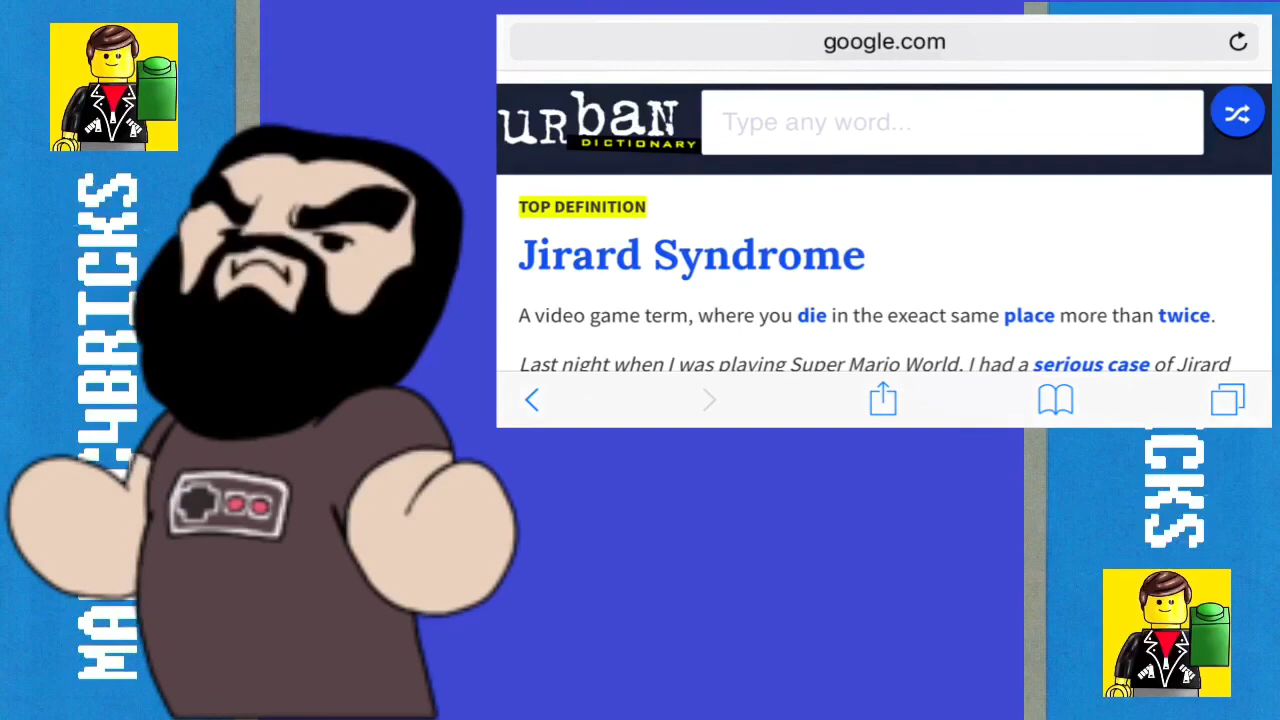 google.com
urban
DICTIONARY
Type any word...
TOP DEFINITION
Jirard Syndrome
A video game term, where you die in the exeact same place more than twice.
Last night when I was playing Super Mario World, I had a serious case of Jirard